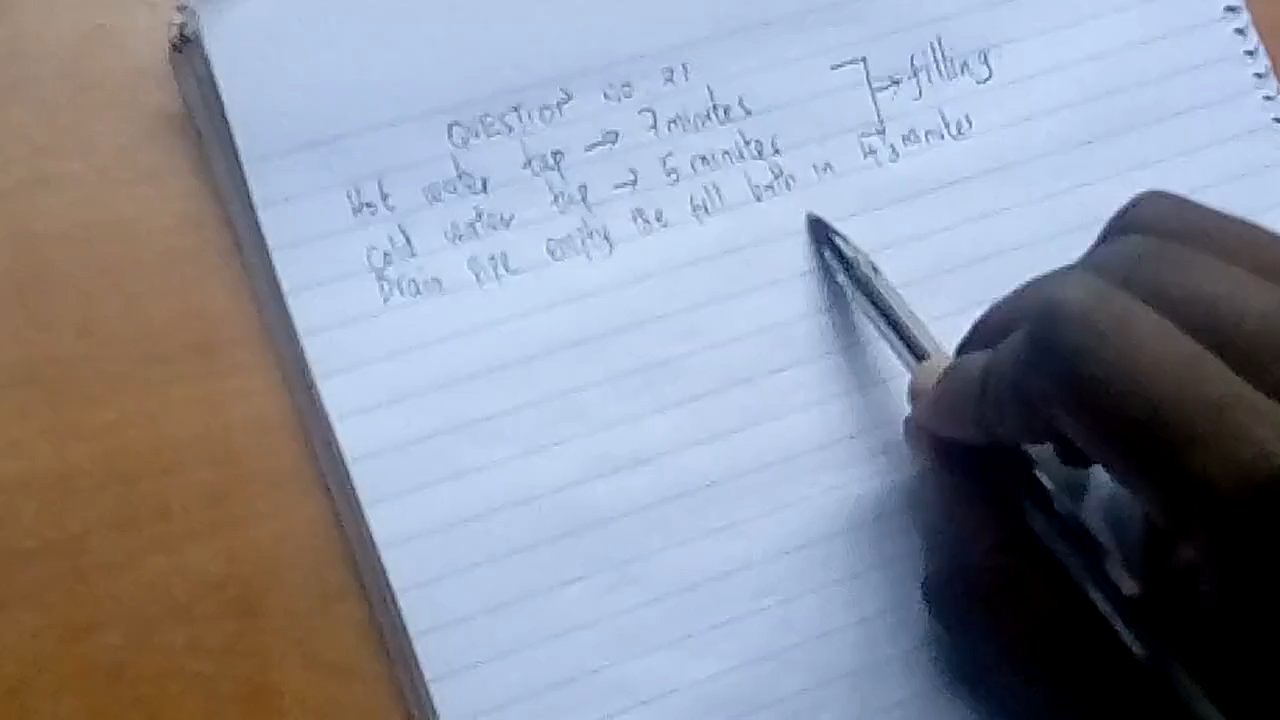 QUESTION NO 21
Hot water tap → 7 minutes
Cold water tap → 5 minutes
→ filling
Drain pipe empty the full bath in minutes